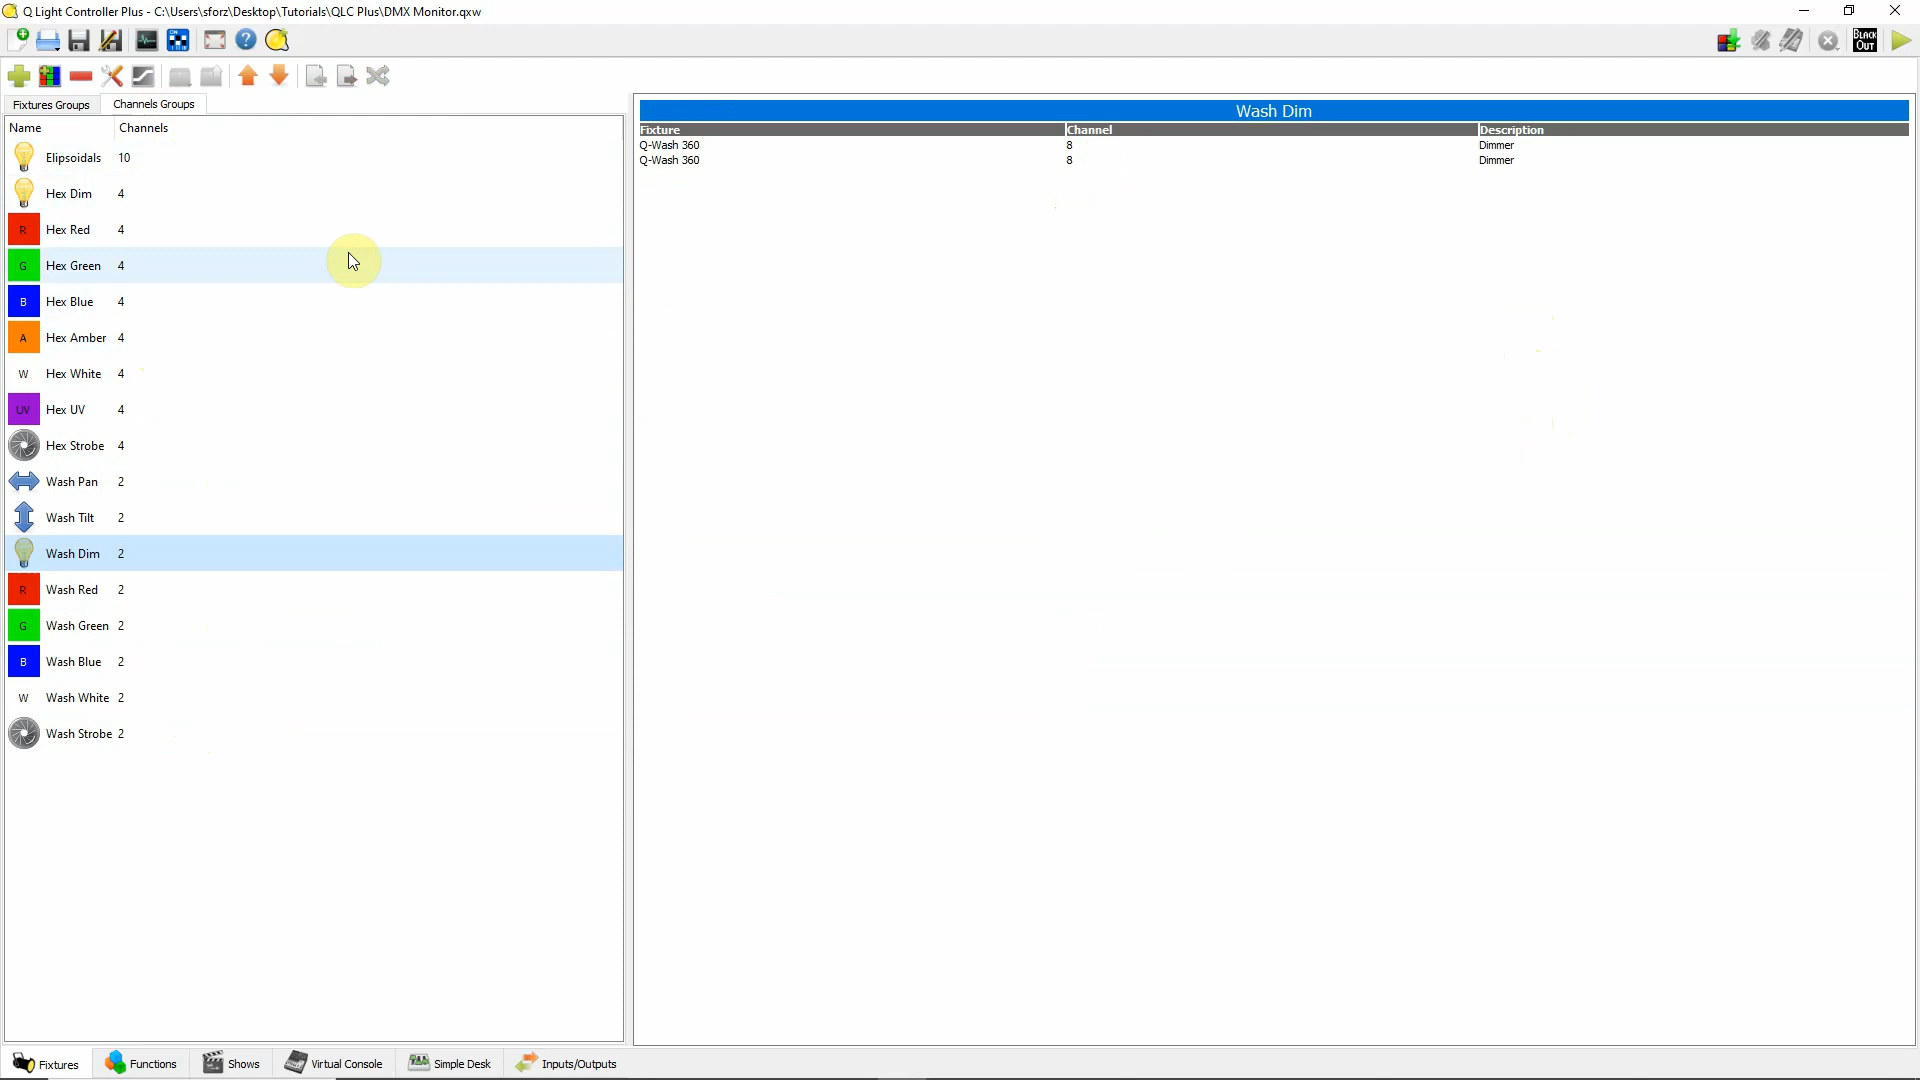 Q Light Controller Plus - C:\Users\sforz\Desktop\Tutorials\QLC Plus\DMX Monitor.qxw
ON
?
BLACK
OUT
Fixtures Groups Channels Groups
Name Channels
Elipsoidals 10
Hex Dim 4
R Hex Red 4
G Hex Green 4
B Hex Blue 4
A Hex Amber 4
W Hex White 4
UV Hex UV 4
Hex Strobe 4
Wash Pan 2
Wash Tilt 2
Wash Dim 2
R Wash Red 2
G Wash Green 2
B Wash Blue 2
W Wash White 2
Wash Strobe 2
Wash Dim
Fixture Channel Description
Q-Wash 360 8 Dimmer
Q-Wash 360 8 Dimmer
Fixtures Functions Shows Virtual Console Simple Desk Inputs/Outputs